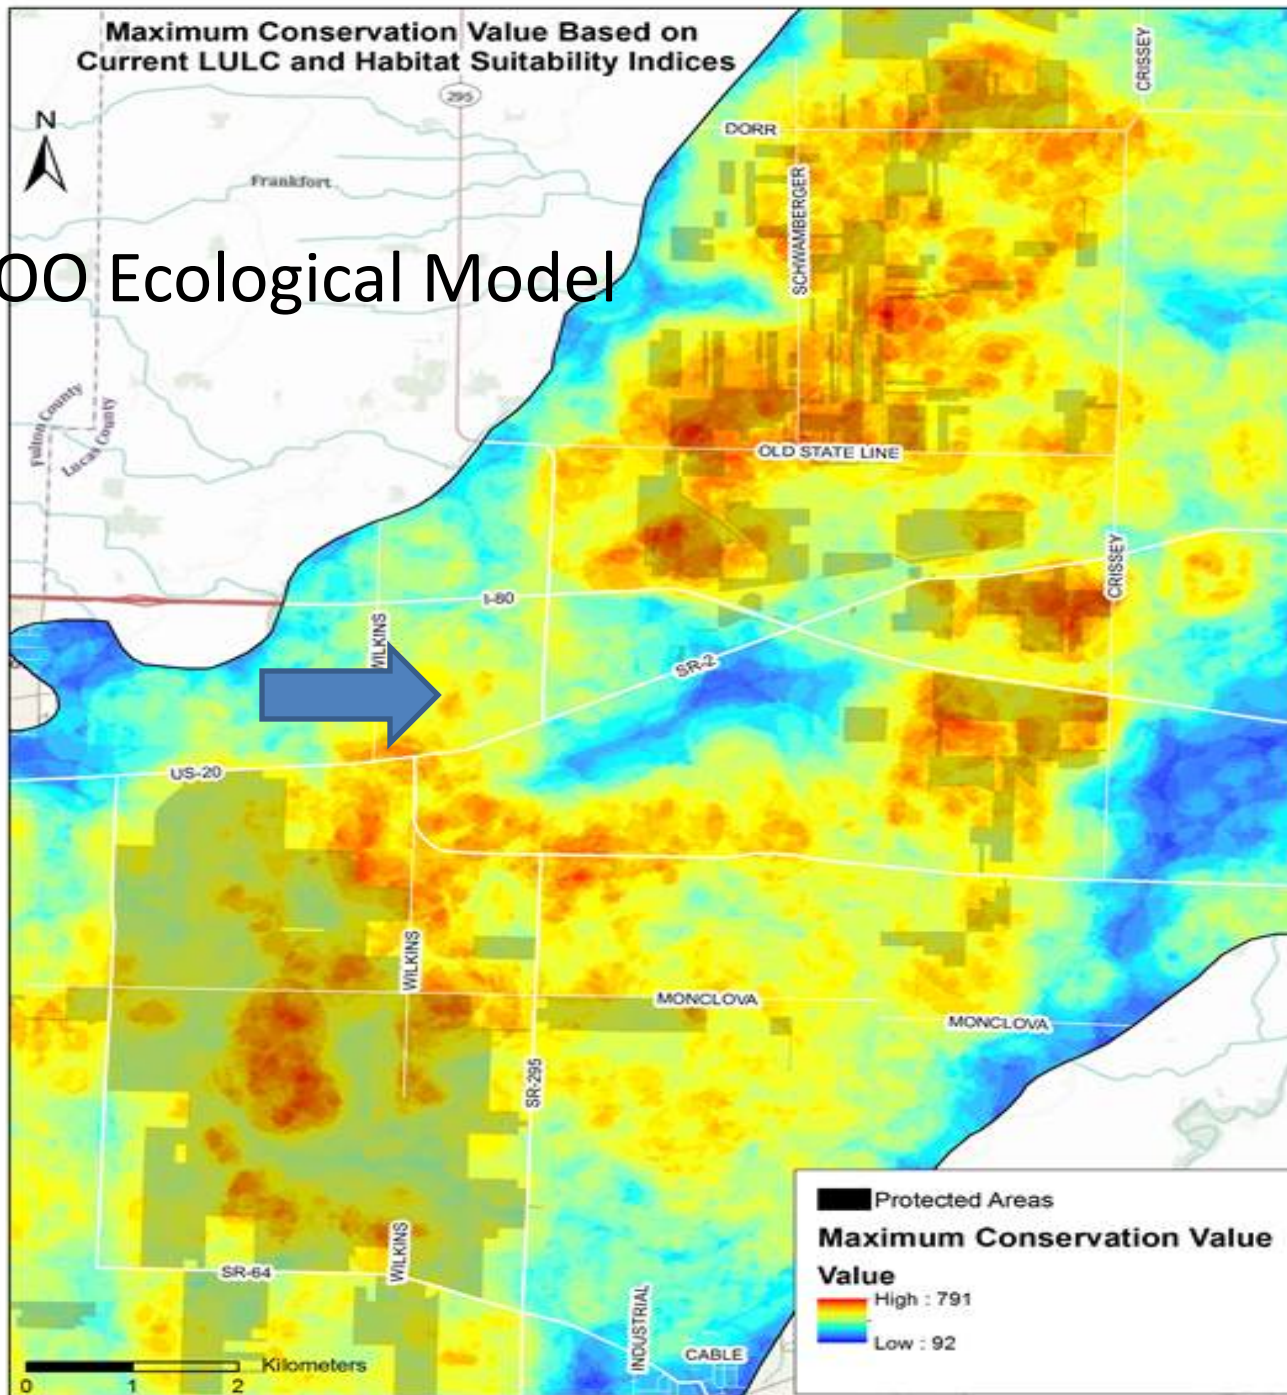 Maximum Conservation Value Based on
Current LULC and Habitat Suitability Indices
295
CRISSEY
N
DORR
Frankfort
SCHWAMBERGER
OO Ecological Model
Fulton County
Lucas County
OLD STATE LINE
CRISSEY
I-80
WILKINS
SR-2
US-20
WILKINS
MONCLOVA
MONCLOVA
SR-295
Protected Areas
Maximum Conservation Value
Value
High : 791
Low : 92
WILKINS
SR-64
INDUSTRIAL
CABLE
Kilometers
0 1 2